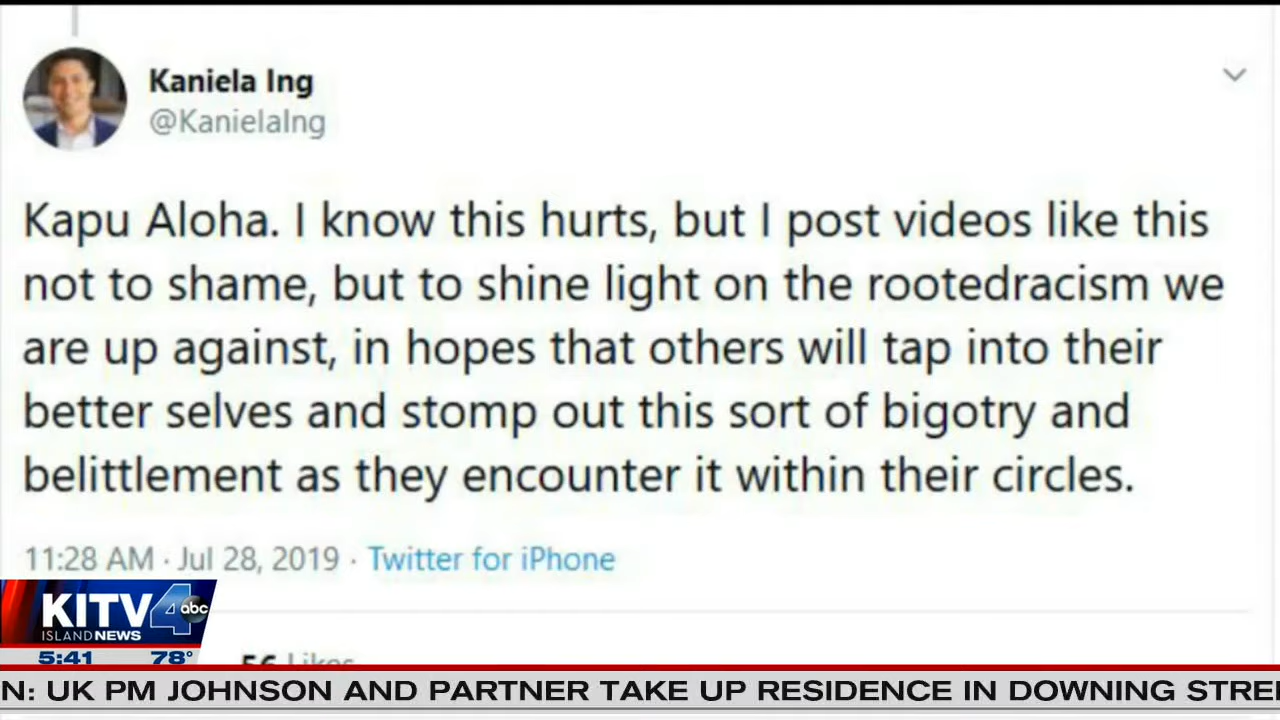 Kaniela Ing
@KanielaIng
Kapu Aloha. I know this hurts, but I post videos like this
not to shame, but to shine light on the rootedracism we
are up against, in hopes that others will tap into their
better selves and stomp out this sort of bigotry and
belittlement as they encounter it within their circles.
11:28 AM · Jul 28, 2019 · Twitter for iPhone
56 Likes
KITV 4 abc
ISLAND NEWS
5:41 78°
N: UK PM JOHNSON AND PARTNER TAKE UP RESIDENCE IN DOWNING STREE